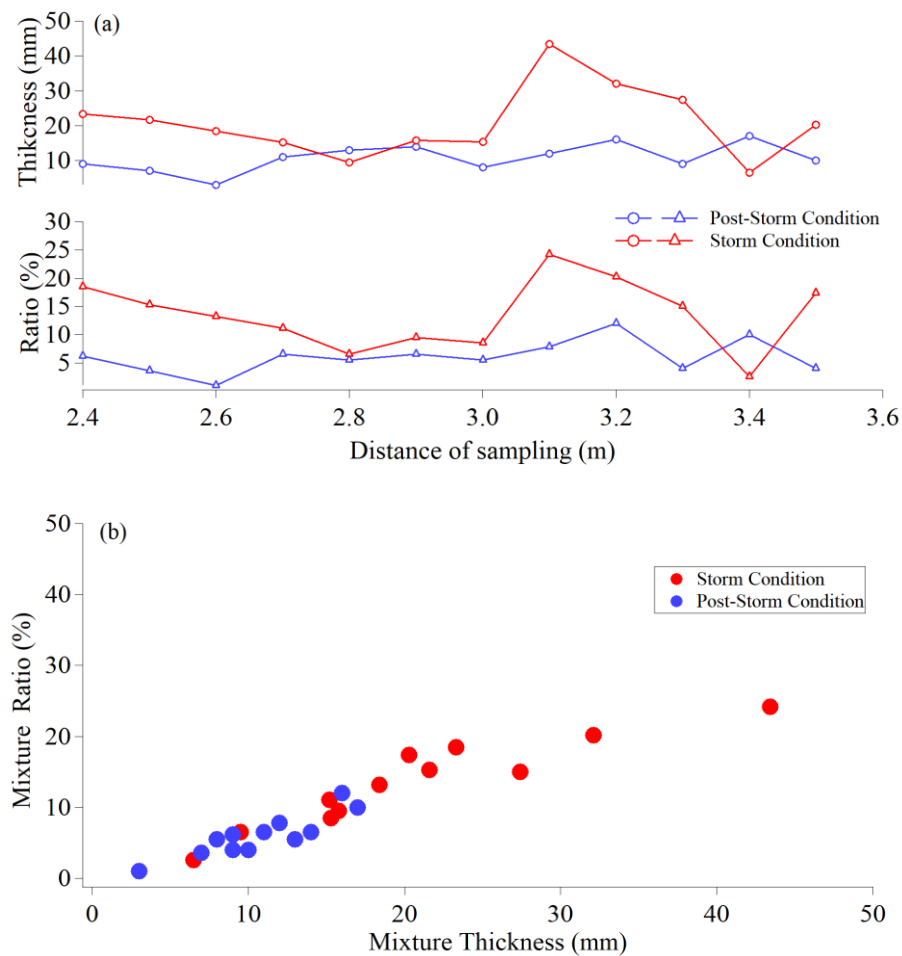 (a)
50
40
30
20
10
Thikcness (mm)
30
25
20
15
10
5
Ratio (%)
Post-Storm Condition
Storm Condition
2.4 2.6 2.8 3.0 3.2 3.4 3.6
Distance of sampling (m)
(b)
50
40
30
20
10
0
Mixture Ratio (%)
Storm Condition
Post-Storm Condition
0 10 20 30 40 50
Mixture Thickness (mm)